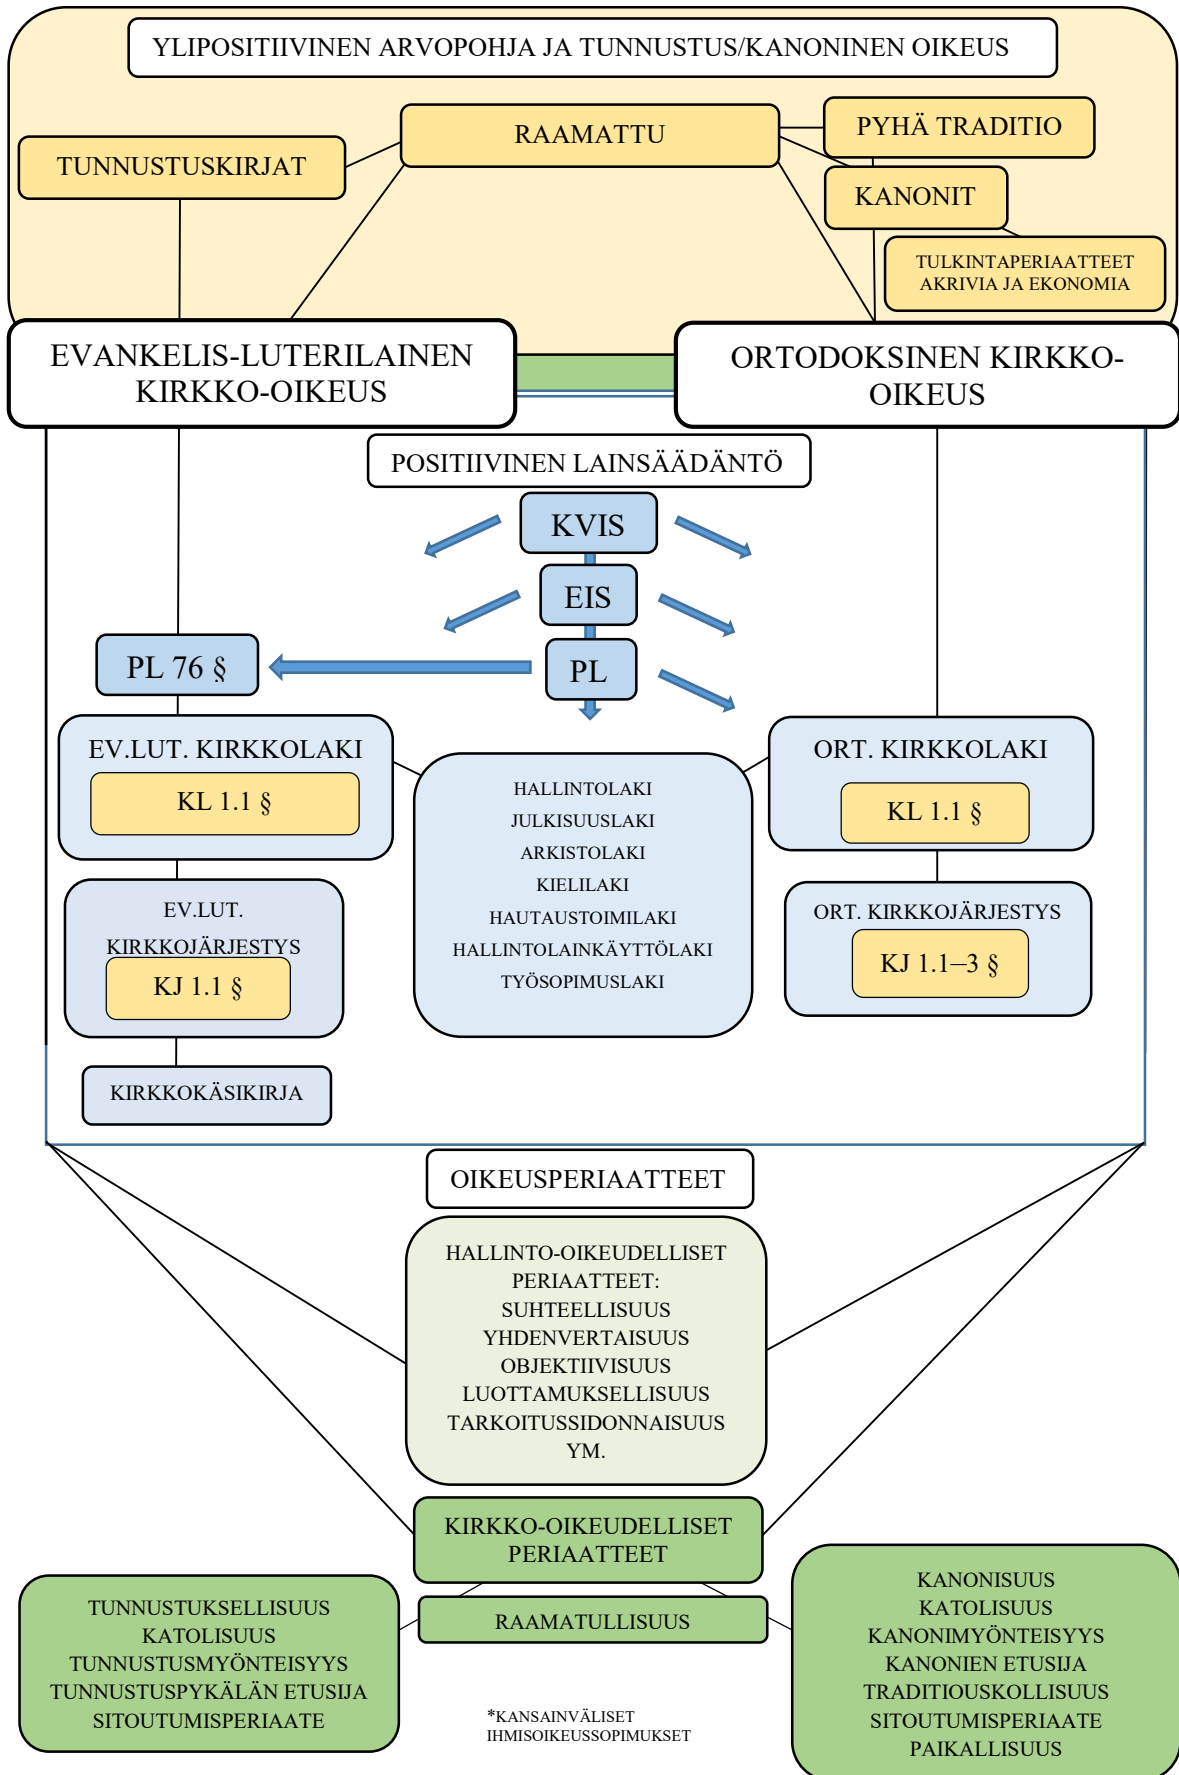 YLIPOSITIIVINEN ARVOPOHJA JA TUNNUSTUS/KANONINEN OIKEUS
RAAMATTU
PYHÄ TRADITIO
TUNNUSTUSKIRJAT
KANONIT
TULKINTAPERIAATTEET
AKRIVIA JA EKONOMIA
EVANKELIS-LUTERILAINEN
KIRKKO-OIKEUS
ORTODOKSINEN KIRKKO-
OIKEUS
POSITIIVINEN LAINSÄÄDÄNTÖ
KVIS
EIS
PL 76 §
PL
EV.LUT. KIRKKOLAKI
KL 1.1 §
ORT. KIRKKOLAKI
KL 1.1 §
HALLINTOLAKI
JULKISUUSLAKI
ARKISTOLAKI
KIELILAKI
HAUTAUSTOIMILAKI
HALLINTOLAINKÄYTTÖLAKI
TYÖSOPIMUSLAKI
EV.LUT.
KIRKKOJÄRJESTYS
KJ 1.1 §
ORT. KIRKKOJÄRJESTYS
KJ 1.1–3 §
KIRKKOKÄSIKIRJA
OIKEUSPERIAATTEET
HALLINTO-OIKEUDELLISET
PERIAATTEET:
SUHTEELLISUUS
YHDENVERTAISUUS
OBJEKTIIVISUUS
LUOTTAMUKSELLISUUS
TARKOITUSSIDONNAISUUS
YM.
KIRKKO-OIKEUDELLISET
PERIAATTEET
RAAMATULLISUUS
TUNNUSTUKSELLISUUS
KATOLISUUS
TUNNUSTUSMYÖNTEISYYS
TUNNUSTUSPYKÄLÄN ETUSIJA
SITOUTUMISPERIAATE
KANONISUUS
KATOLISUUS
KANONIMYÖNTEISYYS
KANONIEN ETUSIJA
TRADITIOUSKOLLISUUS
SITOUTUMISPERIAATE
PAIKALLISUUS
*KANSAINVÄLISET
IHMISOIKEUSSOPIMUKSET